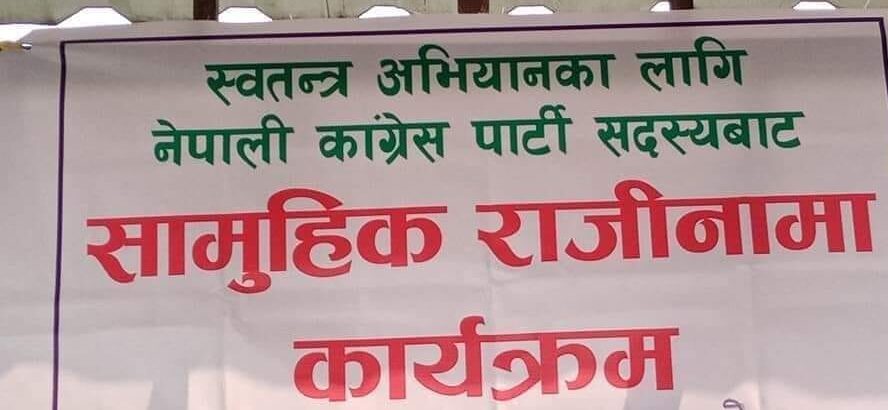 स्वतन्त्र अभियानका लागि
नेपाली कांग्रेस पार्टी सदस्यबाट
सामुहिक राजीनामा
कार्यक्रम